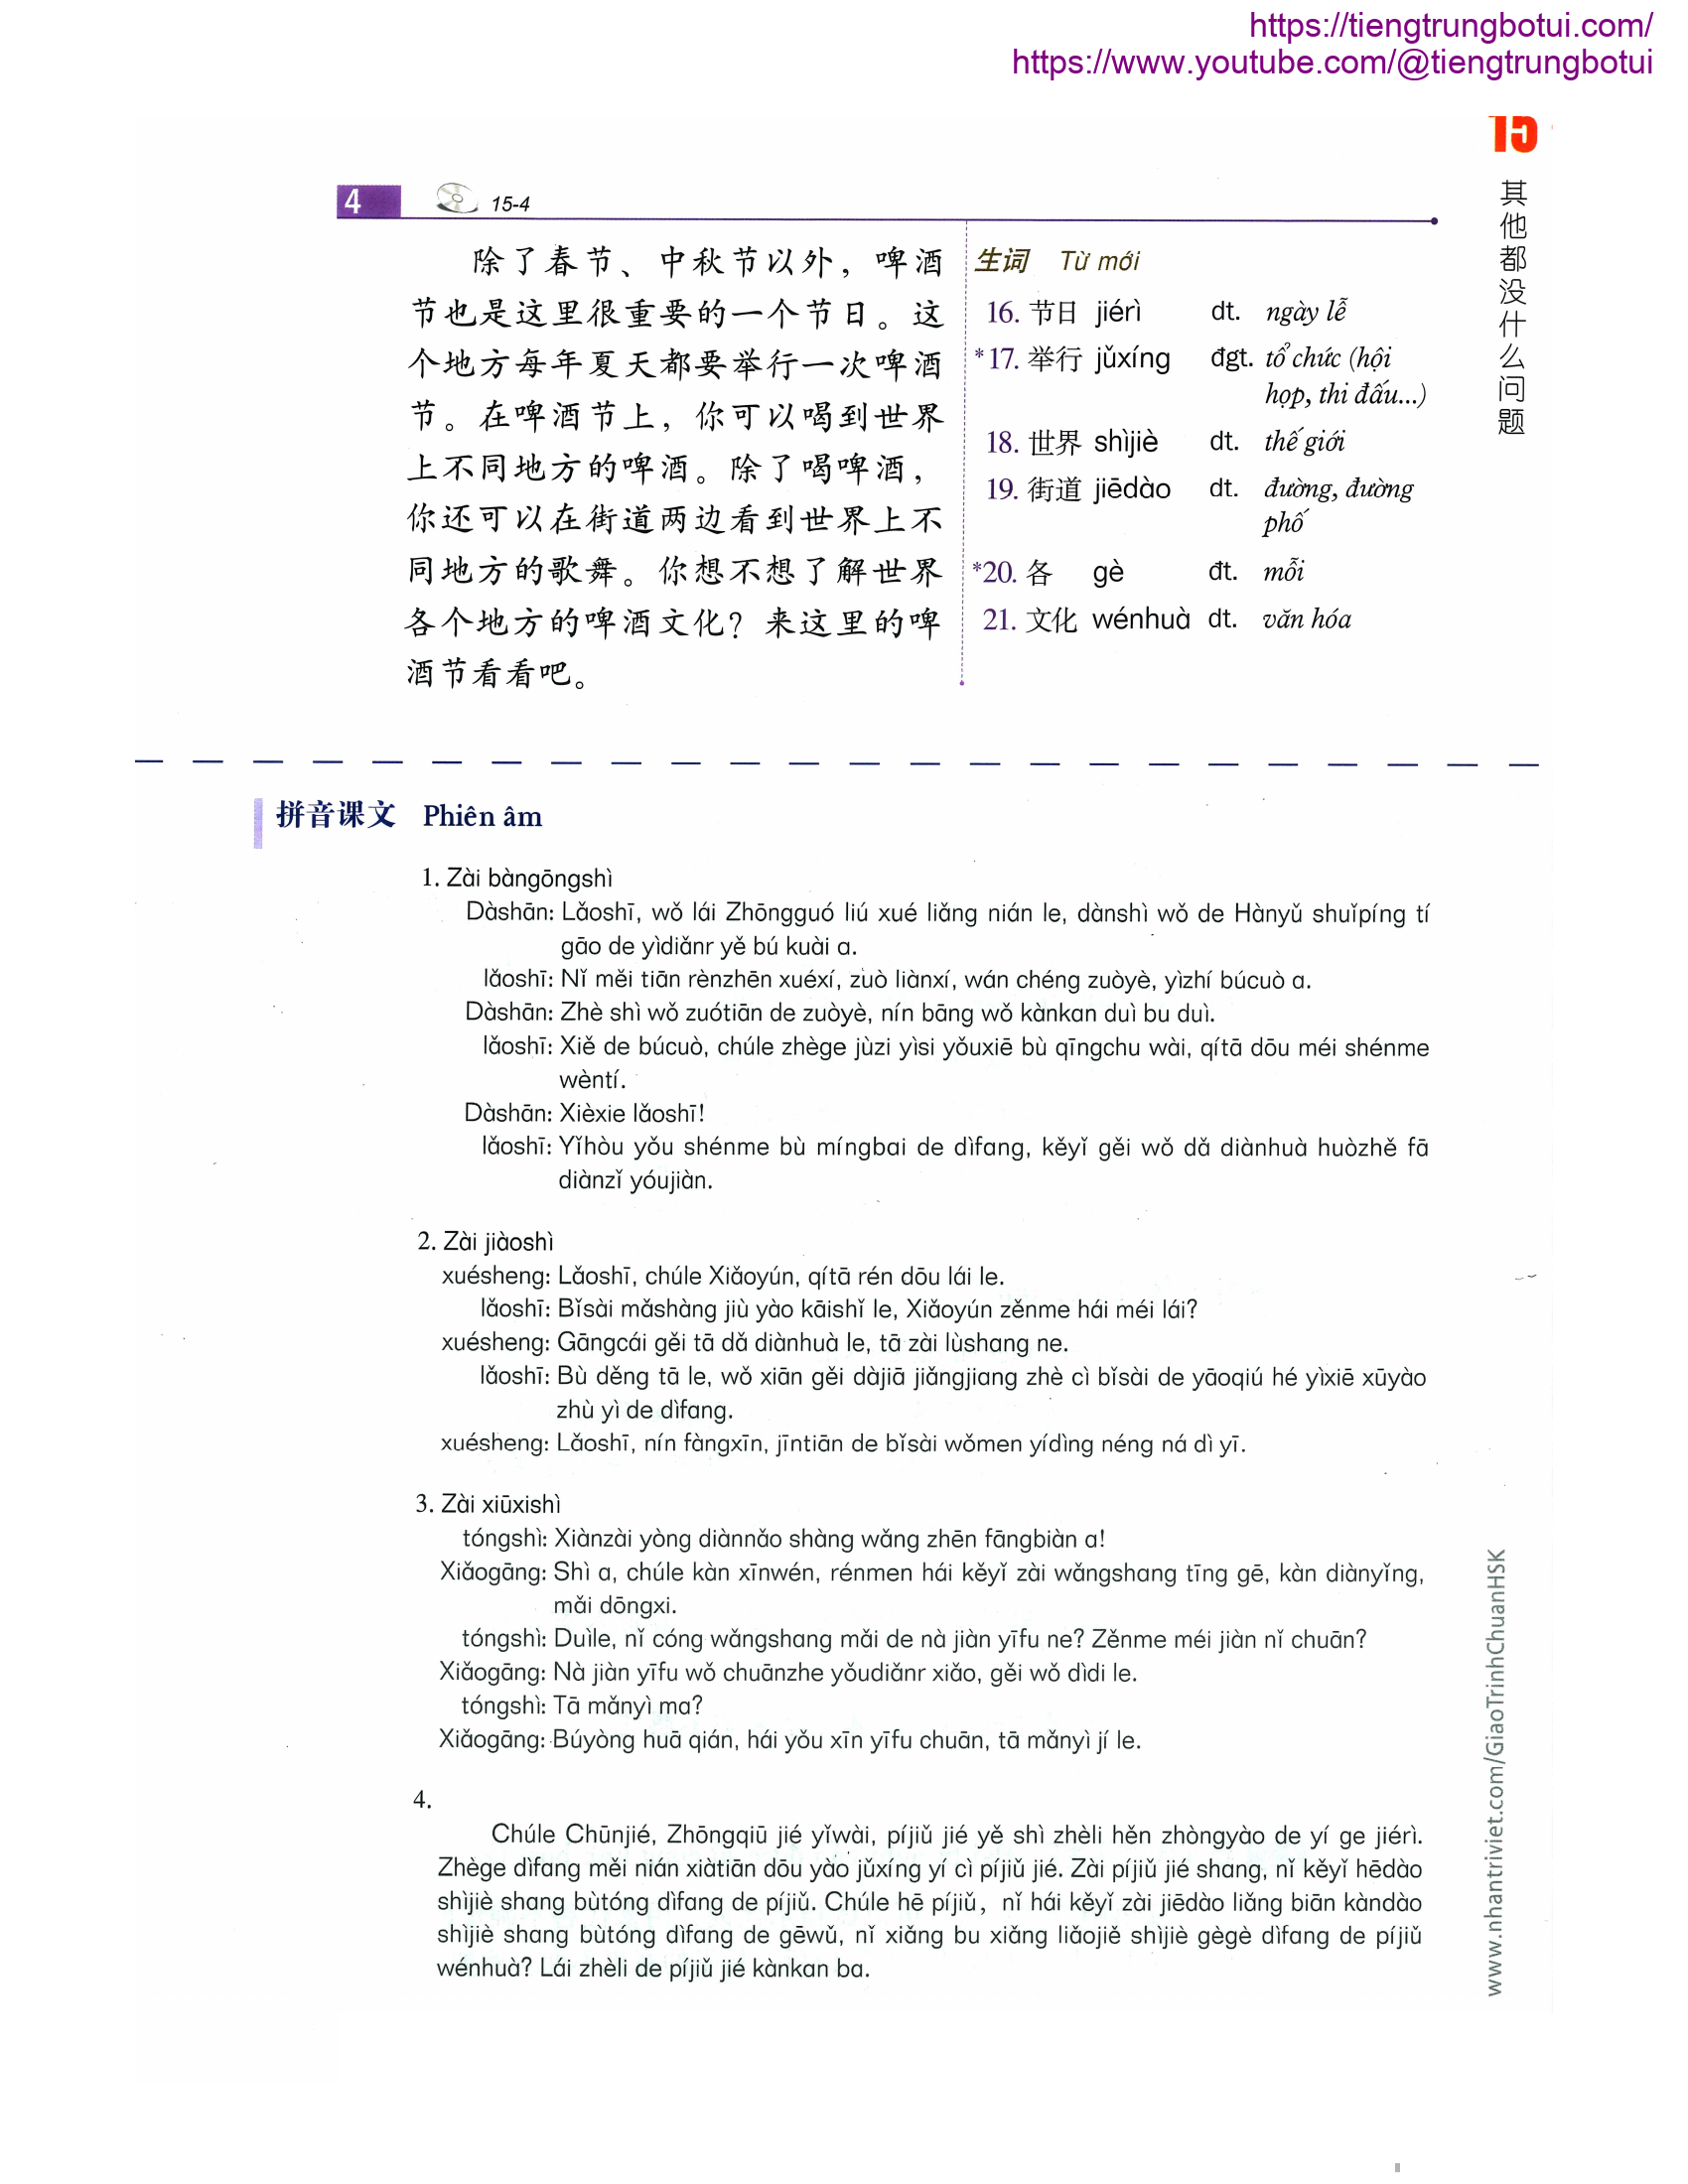 https://tiengtrungbotui.com/
https://www.youtube.com/@tiengtrungbotui
15
其他都没什么问题
4 15-4
除了春节、中秋节以外，啤酒
节也是这里很重要的一个节日。这
个地方每年夏天都要举行一次啤酒
节。在啤酒节上，你可以喝到世界
上不同地方的啤酒。除了喝啤酒，
你还可以在街道两边看到世界上不
同地方的歌舞。你想不想了解世界
各个地方的啤酒文化？来这里的啤
酒节看看吧。
生词 Từ mới
16. 节日 jiérì dt. ngày lễ
*17. 举行 jǔxíng đgt. tổ chức (hội
họp, thi đấu...)
18. 世界 shìjiè dt. thế giới
19. 街道 jiēdào dt. đường, đường
phố
*20. 各 gè đt. mỗi
21. 文化 wénhuà dt. văn hóa
拼音课文 Phiên âm
1. Zài bàngōngshì
Dàshān: Lǎoshī, wǒ lái Zhōngguó liú xué liǎng nián le, dànshì wǒ de Hànyǔ shuǐpíng tí
gāo de yìdiǎnr yě bú kuài a.
lǎoshī: Nǐ měi tiān rènzhēn xuéxí, zuò liànxí, wán chéng zuòyè, yìzhí búcuò a.
Dàshān: Zhè shì wǒ zuótiān de zuòyè, nín bāng wǒ kànkan duì bu duì.
lǎoshī: Xiě de búcuò, chúle zhège jùzi yìsi yǒuxiē bù qīngchu wài, qítā dōu méi shénme
wèntí.
Dàshān: Xièxie lǎoshī!
lǎoshī: Yǐhòu yǒu shénme bù míngbai de dìfang, kěyǐ gěi wǒ dǎ diànhuà huòzhě fā
diànzǐ yóujiàn.
2. Zài jiàoshì
xuésheng: Lǎoshī, chúle Xiǎoyún, qítā rén dōu lái le.
lǎoshī: Bǐsài mǎshàng jiù yào kāishǐ le, Xiǎoyún zěnme hái méi lái?
xuésheng: Gāngcái gěi tā dǎ diànhuà le, tā zài lùshang ne.
lǎoshī: Bù děng tā le, wǒ xiān gěi dàjiā jiǎngjiang zhè cì bǐsài de yāoqiú hé yìxiē xūyào
zhù yì de dìfang.
xuésheng: Lǎoshī, nín fàngxīn, jīntiān de bǐsài wǒmen yídìng néng ná dì yī.
3. Zài xiūxishì
tóngshì: Xiànzài yòng diànnǎo shàng wǎng zhēn fāngbiàn a!
Xiǎogāng: Shì a, chúle kàn xīnwén, rénmen hái kěyǐ zài wǎngshang tīng gē, kàn diànyǐng,
mǎi dōngxi.
tóngshì: Duìle, nǐ cóng wǎngshang mǎi de nà jiàn yīfu ne? Zěnme méi jiàn nǐ chuān?
Xiǎogāng: Nà jiàn yīfu wǒ chuānzhe yǒudiǎnr xiǎo, gěi wǒ dìdi le.
tóngshì: Tā mǎnyì ma?
Xiǎogāng: Búyòng huā qián, hái yǒu xīn yīfu chuān, tā mǎnyì jí le.
4.
Chúle Chūnjié, Zhōngqiū jié yǐwài, píjiǔ jié yě shì zhèli hěn zhòngyào de yí ge jiérì.
Zhège dìfang měi nián xiàtiān dōu yào jǔxíng yí cì píjiǔ jié. Zài píjiǔ jié shang, nǐ kěyǐ hēdào
shìjiè shang bùtóng dìfang de píjiǔ. Chúle hē píjiǔ, nǐ hái kěyǐ zài jiēdào liǎng biān kàndào
shìjiè shang bùtóng dìfang de gēwǔ, nǐ xiǎng bu xiǎng liǎojiě shìjiè gègè dìfang de píjiǔ
wénhuà? Lái zhèli de píjiǔ jié kànkan ba.
www.nhantriviet.com/GiaoTrinhChuanHSK